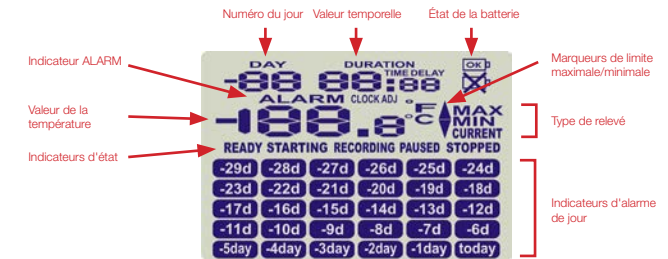 Numéro du jour Valeur temporelle État de la batterie
DAY DURATION OK
Indicateur ALARM -88 88:88 TIME DELAY Marqueurs de limite
maximale/minimale
ALARM CLOCK ADJ
Valeur de la
température
-188.8 °F °C MAX
MIN
CURRENT
Type de relevé
Indicateurs d'état READY STARTING RECORDING PAUSED STOPPED
-29d -28d -27d -26d -25d -24d
-23d -22d -21d -20d -19d -18d
-17d -16d -15d -14d -13d -12d
Indicateurs d'alarme
de jour
-11d -10d -9d -8d -7d -6d
-5day -4day -3day -2day -1day today